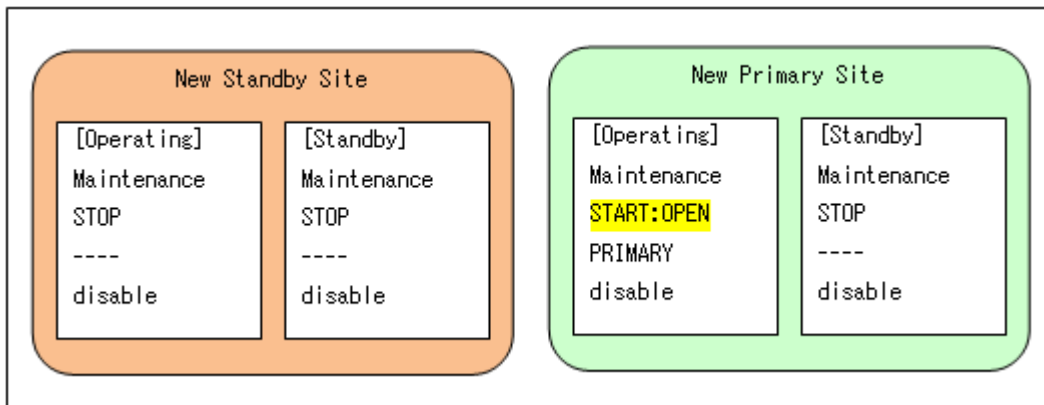 New Standby Site
[Operating]
Maintenance
STOP
----
disable
[Standby]
Maintenance
STOP
----
disable
New Primary Site
[Operating]
Maintenance
START:OPEN
PRIMARY
disable
[Standby]
Maintenance
STOP
----
disable